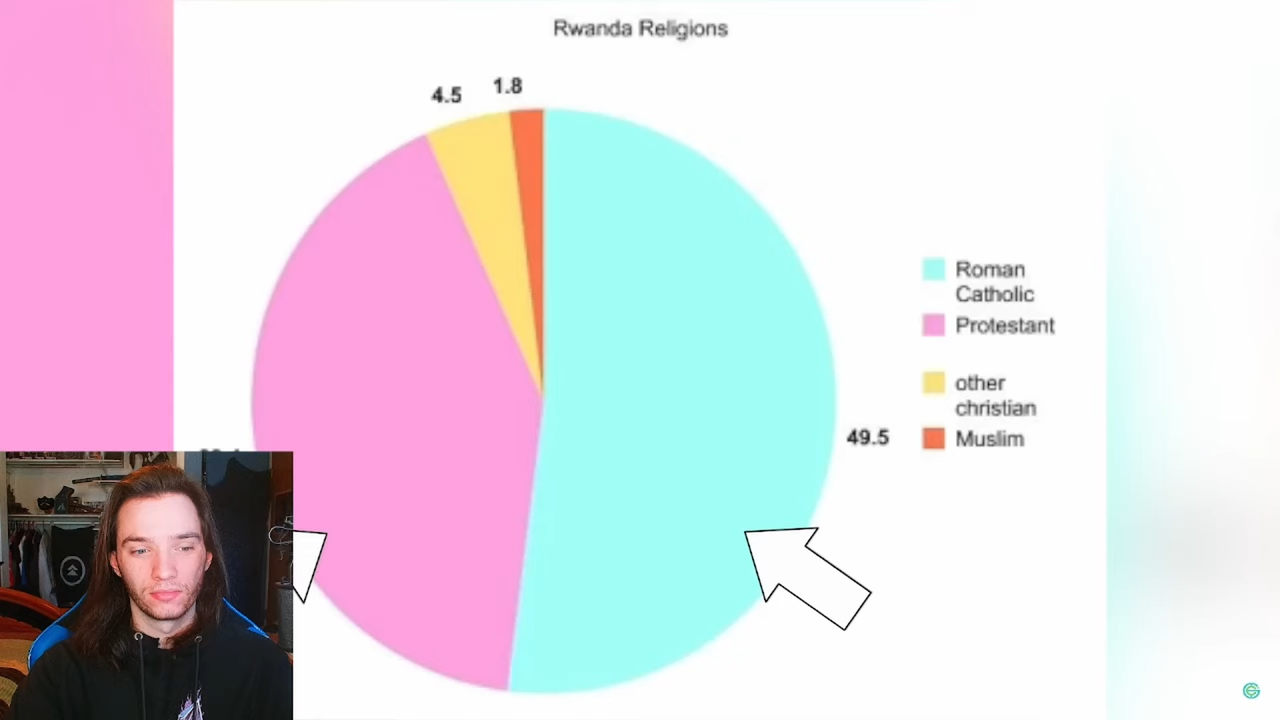 Rwanda Religions
4.5
1.8
Roman
Catholic
Protestant
other
christian
49.5
Muslim